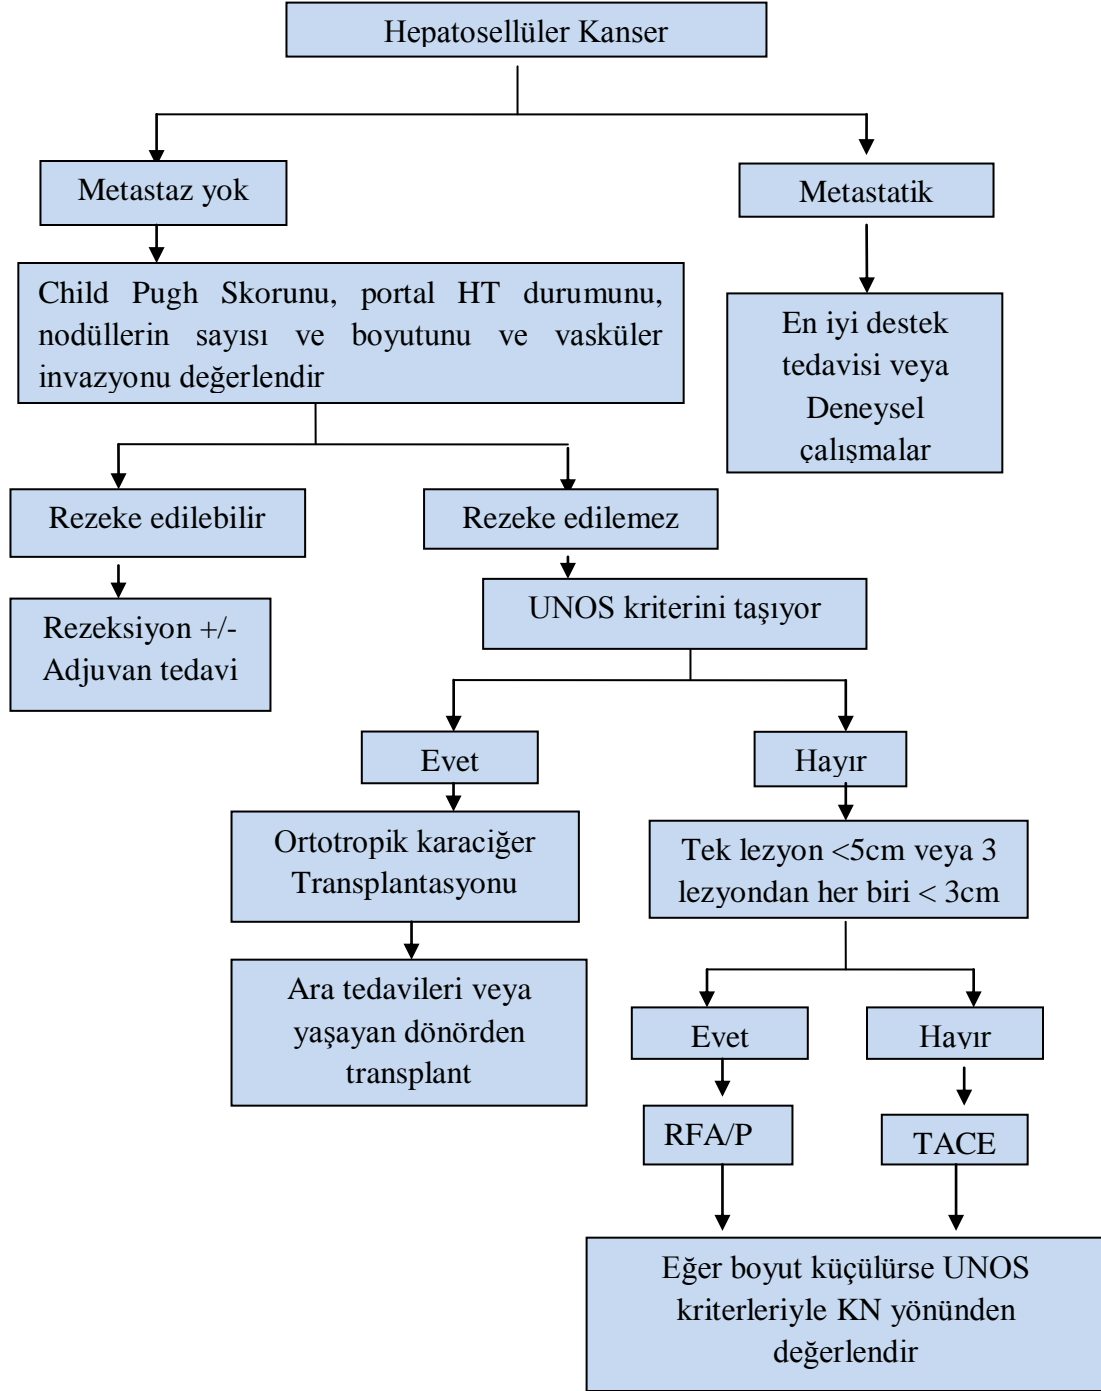 Hepatosellüler Kanser
Metastaz yok
Metastatik
Child Pugh Skorunu, portal HT durumunu,
nodüllerin sayısı ve boyutunu ve vasküler
invazyonu değerlendir
En iyi destek
tedavisi veya
Deneysel
çalışmalar
Rezeke edilebilir
Rezeke edilemez
Rezeksiyon +/-
Adjuvan tedavi
UNOS kriterini taşıyor
Evet
Hayır
Ortotropik karaciğer
Transplantasyonu
Tek lezyon <5cm veya 3
lezyondan her biri < 3cm
Ara tedavileri veya
yaşayan dönörden
transplant
Evet
Hayır
RFA/P
TACE
Eğer boyut küçülürse UNOS
kriterleriyle KN yönünden
değerlendir